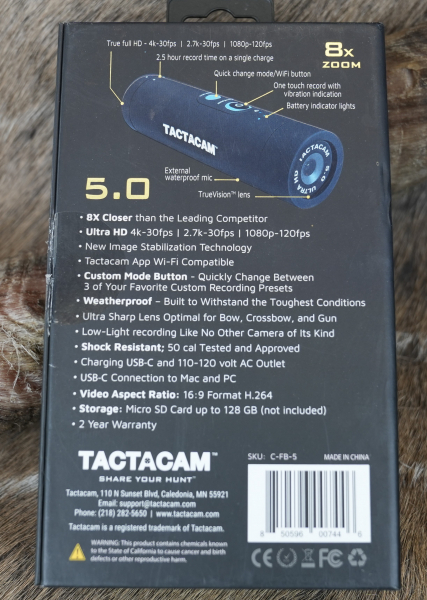 True full HD - 4k-30fps | 2.7k-30fps | 1080p-120fps
8x
ZOOM
2.5 hour record time on a single charge
Quick change mode/WiFi button
One touch record with
vibration indication
Battery indicator lights
TACTACAM
TACTACAM 5.0 ULTRA HD
External
waterproof mic
TrueVision™ lens
5.0
• 8X Closer than the Leading Competitor
• Ultra HD 4k-30fps | 2.7k-30fps | 1080p-120fps
• New Image Stabilization Technology
• Tactacam App Wi-Fi Compatible
• Custom Mode Button - Quickly Change Between
3 of Your Favorite Custom Recording Presets
• Weatherproof – Built to Withstand the Toughest Conditions
• Ultra Sharp Lens Optimal for Bow, Crossbow, and Gun
• Low-Light recording Like No Other Camera of Its Kind
• Shock Resistant; 50 cal Tested and Approved
• Charging USB-C and 110-120 volt AC Outlet
• USB-C Connection to Mac and PC
• Video Aspect Ratio: 16:9 Format H.264
• Storage: Micro SD Card up to 128 GB (not included)
• 2 Year Warranty
TACTACAM™
SHARE YOUR HUNT™
SKU: C-FB-5 MADE IN CHINA
Tactacam, 110 N Sunset Blvd, Caledonia, MN 55921
Email: support@tactacam.com
Phone: (218) 282-5650 | www.tactacam.com
Tactacam is a registered trademark of Tactacam.
8 50596 00744 6
WARNING: This product contains chemicals known
to the State of California to cause cancer and birth
defects or other reproductive harm.
CE FC